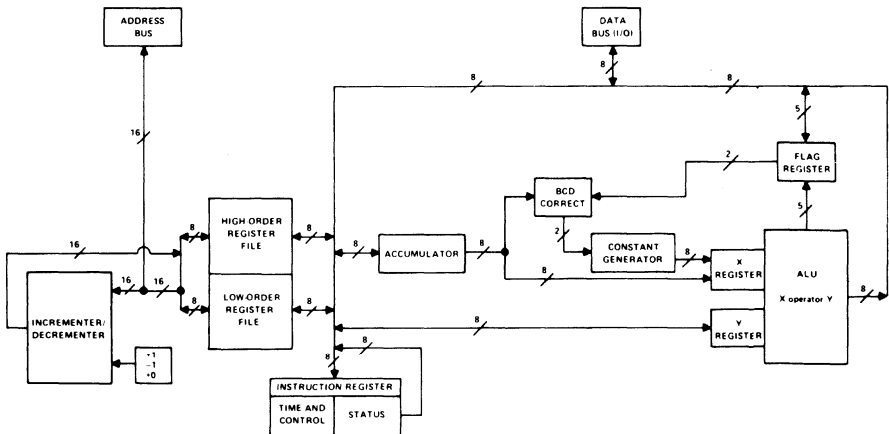 ADDRESS
BUS
DATA
BUS (I/O)
8
8
8
16
5
2
FLAG
REGISTER
BCD
CORRECT
5
2
HIGH-ORDER
REGISTER
FILE
8
8
16
8
ACCUMULATOR
8
CONSTANT
GENERATOR
8
X
REGISTER
ALU
X operator Y
8
8
16
16
8
LOW-ORDER
REGISTER
FILE
8
INCREMENTER/
DECREMENTER
8
Y
REGISTER
+1
−1
+0
8
8
INSTRUCTION REGISTER
TIME AND
CONTROL
STATUS